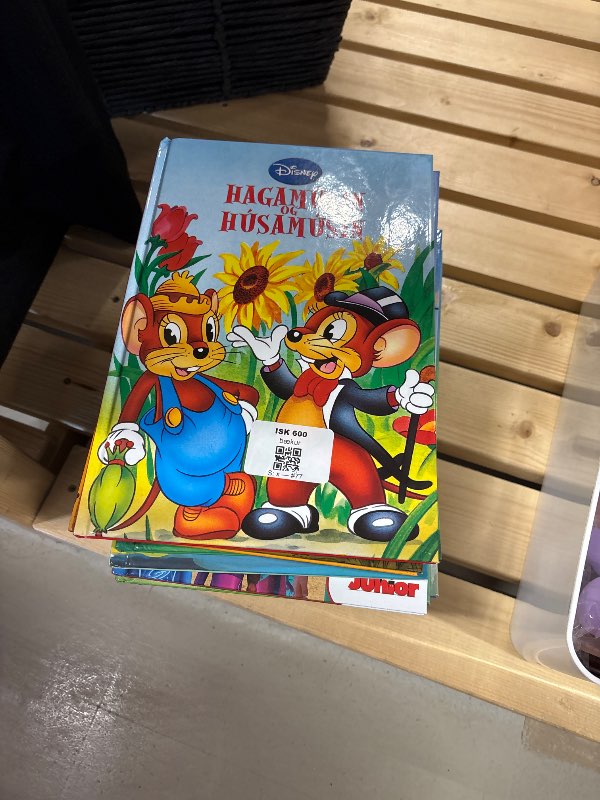 Disney
HAGAMÚSIN
OG
HÚSAMÚSIN
ISK 600
bækur
Junior